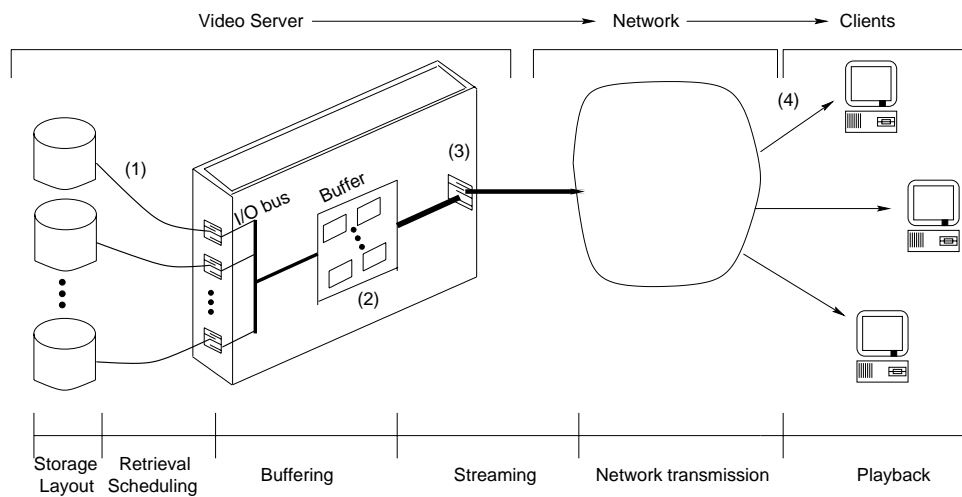 Video Server
Network
Clients
(1)
(3)
(4)
I/O bus
Buffer
(2)
Storage
Layout
Retrieval
Scheduling
Buffering
Streaming
Network transmission
Playback